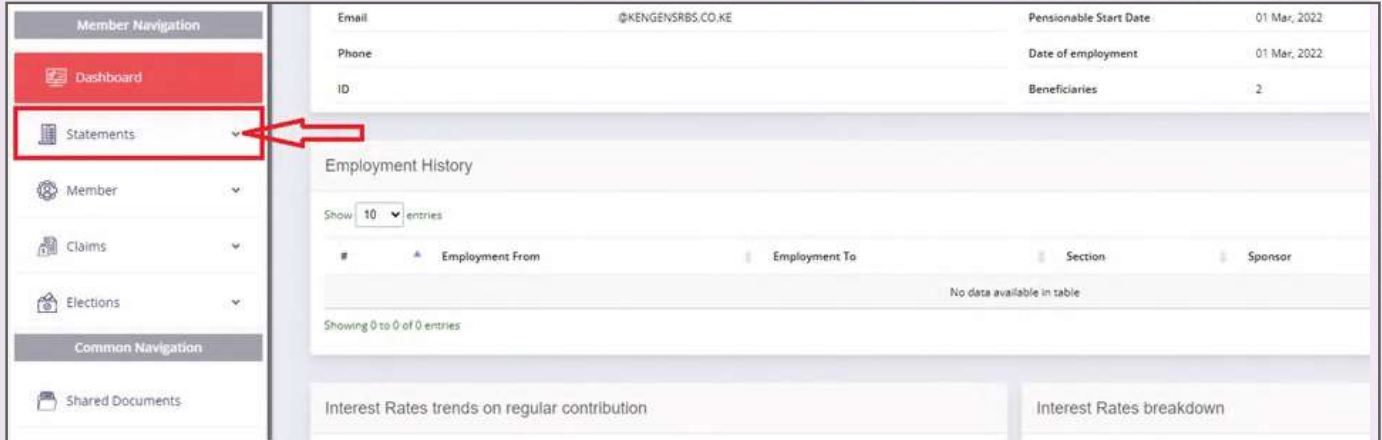 Member Navigation
Dashboard
Statements
Member
Claims
Elections
Common Navigation
Shared Documents
Email @KENGENSRBS.CO.KE Pensionable Start Date 01 Mar, 2022
Phone Date of employment 01 Mar, 2022
ID Beneficiaries 2
Employment History
Show 10 entries
# Employment From Employment To Section Sponsor
No data available in table
Showing 0 to 0 of 0 entries
Interest Rates trends on regular contribution Interest Rates breakdown